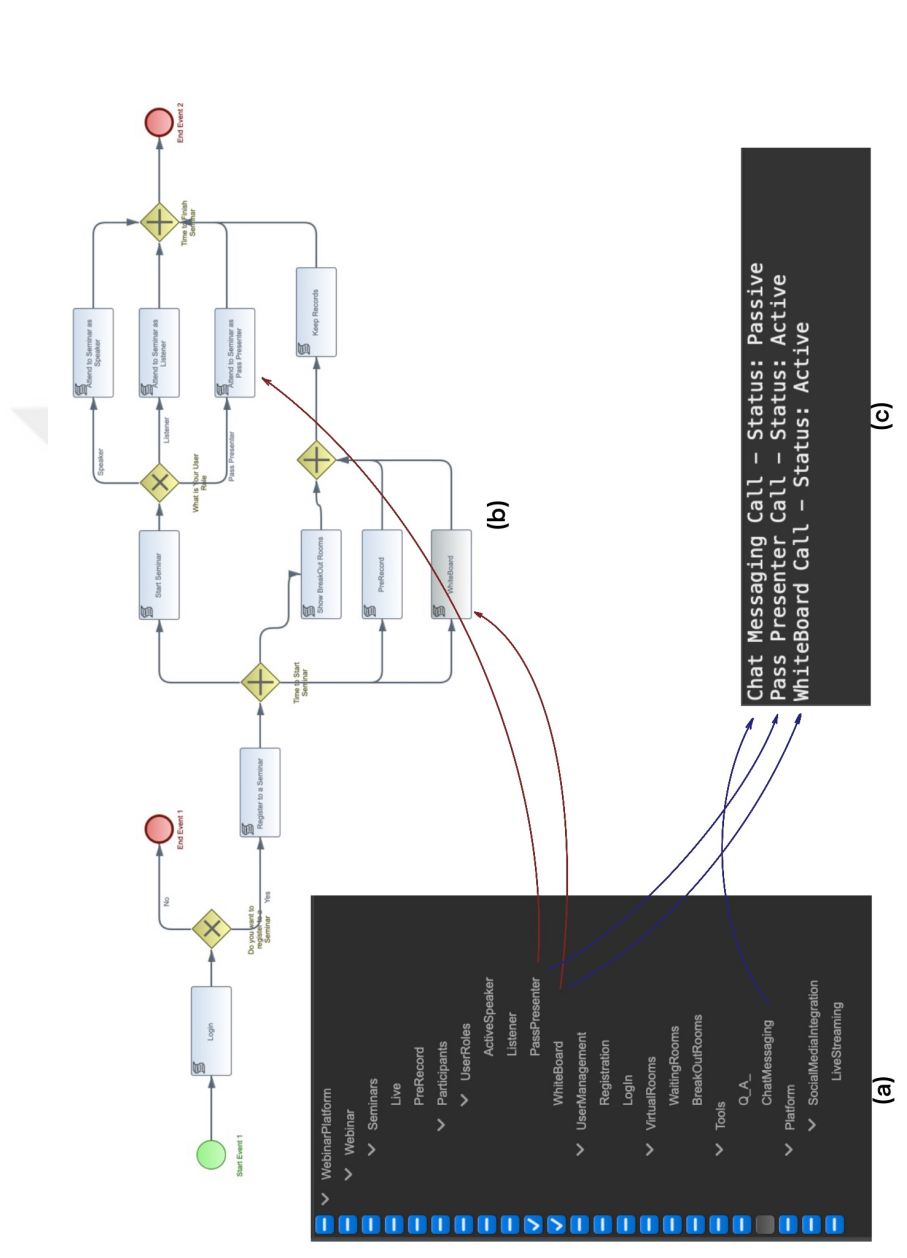 Start Event 1
Login
Do you want to
register to a
Seminar
No
End Event 1
Yes
Register to a Seminar
Time to Start
Seminar
Start Seminar
Show BreakOut Rooms
PreRecord
WhiteBoard
What is Your User
Role
Speaker
Listener
Pass Presenter
Attend to Seminar as
Speaker
Attend to Seminar as
Listener
Attend to Seminar as
Pass Presenter
Keep Records
Time to Finish
Seminar
End Event 2
(b)
WebinarPlatform
Webinar
Seminars
Live
PreRecord
Participants
UserRoles
ActiveSpeaker
Listener
PassPresenter
WhiteBoard
UserManagement
Registration
LogIn
VirtualRooms
WaitingRooms
BreakOutRooms
Tools
Q_A_
ChatMessaging
Platform
SocialMediaIntegration
LiveStreaming
(a)
Chat Messaging Call – Status: Passive
Pass Presenter Call – Status: Active
WhiteBoard Call – Status: Active
(c)